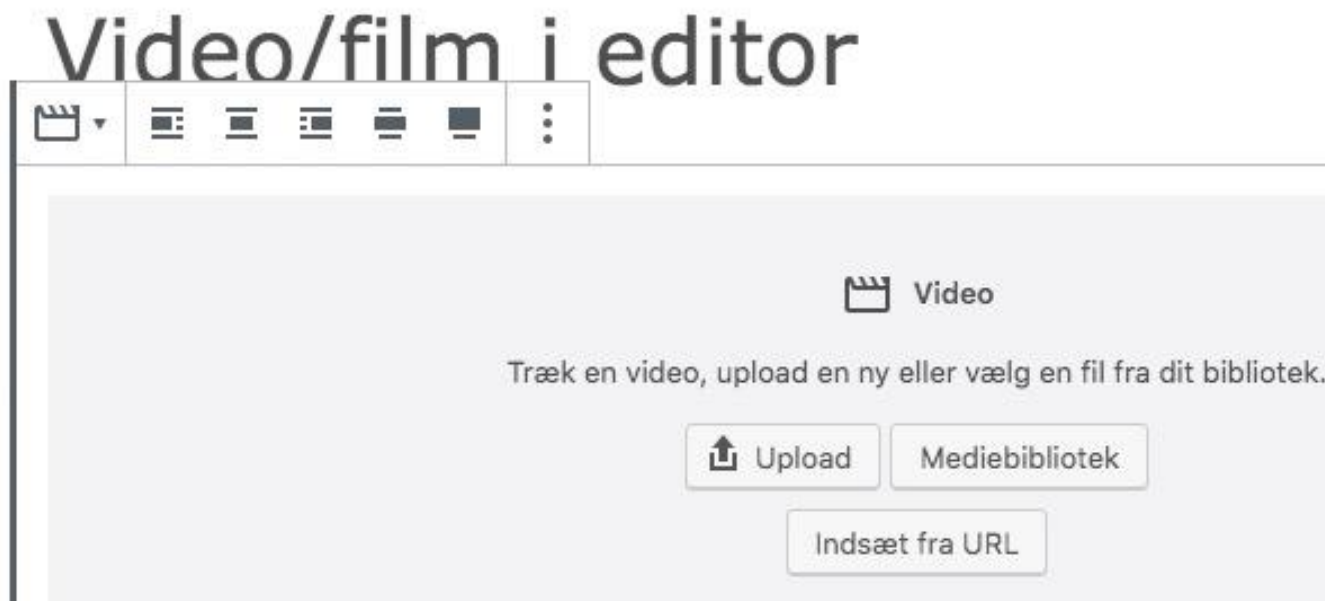 Video/film i editor
Video
Træk en video, upload en ny eller vælg en fil fra dit bibliotek.
Upload
Mediebibliotek
Indsæt fra URL